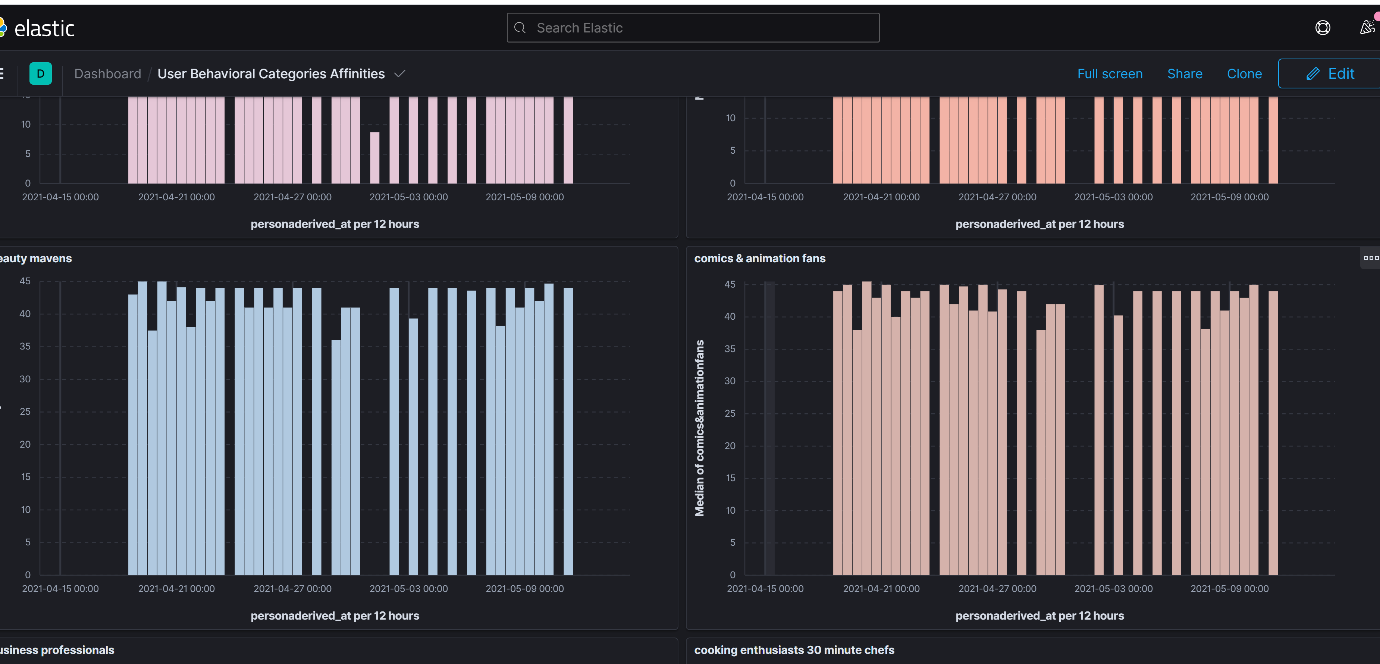 elastic
Search Elastic
D
Dashboard / User Behavioral Categories Affinities
Full screen
Share
Clone
Edit
10
5
0
2021-04-15 00:00 2021-04-21 00:00 2021-04-27 00:00 2021-05-03 00:00 2021-05-09 00:00
personaderived_at per 12 hours
10
5
0
2021-04-15 00:00 2021-04-21 00:00 2021-04-27 00:00 2021-05-03 00:00 2021-05-09 00:00
personaderived_at per 12 hours
eauty mavens
45
40
35
30
25
20
15
10
5
0
2021-04-15 00:00 2021-04-21 00:00 2021-04-27 00:00 2021-05-03 00:00 2021-05-09 00:00
personaderived_at per 12 hours
comics & animation fans
Median of comics&animationfans
45
40
35
30
25
20
15
10
5
0
2021-04-15 00:00 2021-04-21 00:00 2021-04-27 00:00 2021-05-03 00:00 2021-05-09 00:00
personaderived_at per 12 hours
usiness professionals
cooking enthusiasts 30 minute chefs